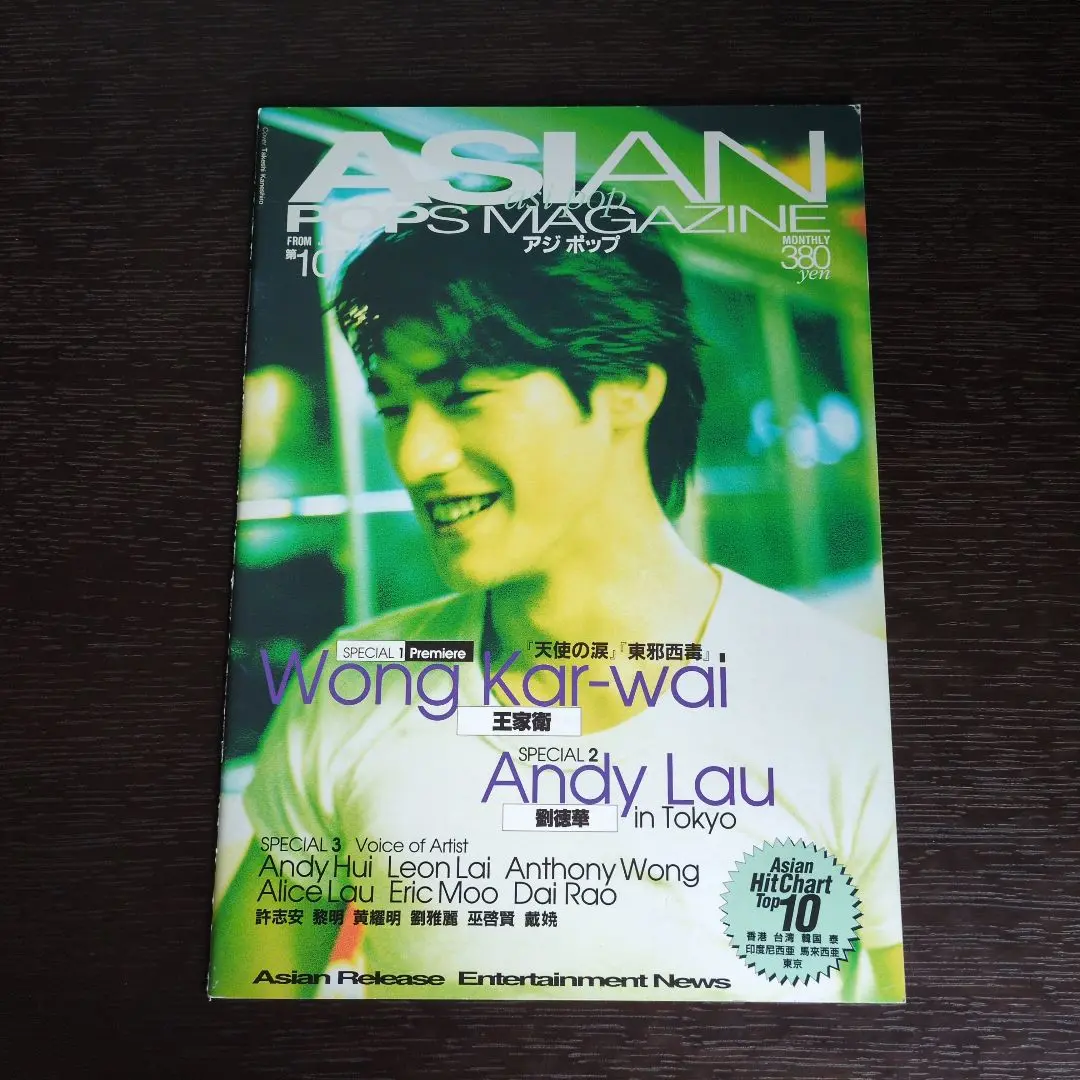 Cover Takeshi Kaneshiro
ASIAN
asi pop
POPS MAGAZINE
FROM
アジ ポップ
MONTHLY
第10
380
yen
SPECIAL 1 Premiere
『天使の涙』『東邪西毒』
Wong Kar-wai
王家衛
SPECIAL 2
Andy Lau
劉徳華
in Tokyo
SPECIAL 3 Voice of Artist
Andy Hui Leon Lai Anthony Wong
Alice Lau Eric Moo Dai Rao
許志安 黎明 黄耀明 劉雅麗 巫啓賢 戴嬈
Asian
HitChart
Top 10
香港 台湾 韓国 泰
印度尼西亜 馬來西亜
東京
Asian Release Entertainment News